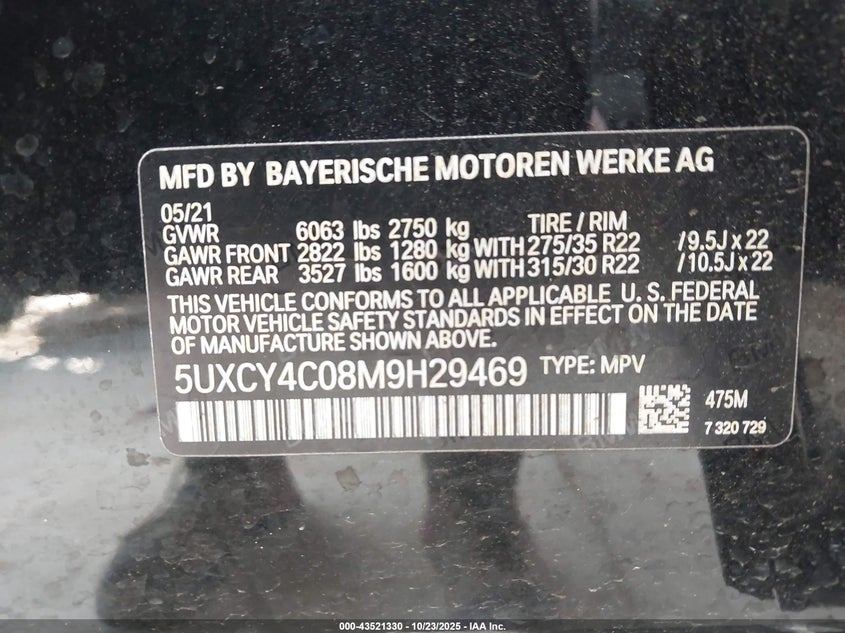 MFD BY BAYERISCHE MOTOREN WERKE AG
05/21 TIRE / RIM
GVWR 6063 lbs 2750 kg
GAWR FRONT 2822 lbs 1280 kg WITH 275/35 R22 / 9.5J x 22
GAWR REAR 3527 lbs 1600 kg WITH 315/30 R22 / 10.5J x 22
THIS VEHICLE CONFORMS TO ALL APPLICABLE U. S. FEDERAL
MOTOR VEHICLE SAFETY STANDARDS IN EFFECT ON THE DATE
OF MANUFACTURE SHOWN ABOVE.
5UXCY4C08M9H29469 TYPE: MPV
475M
7 320 729
000-43521330 - 10/23/2025 - IAA Inc.